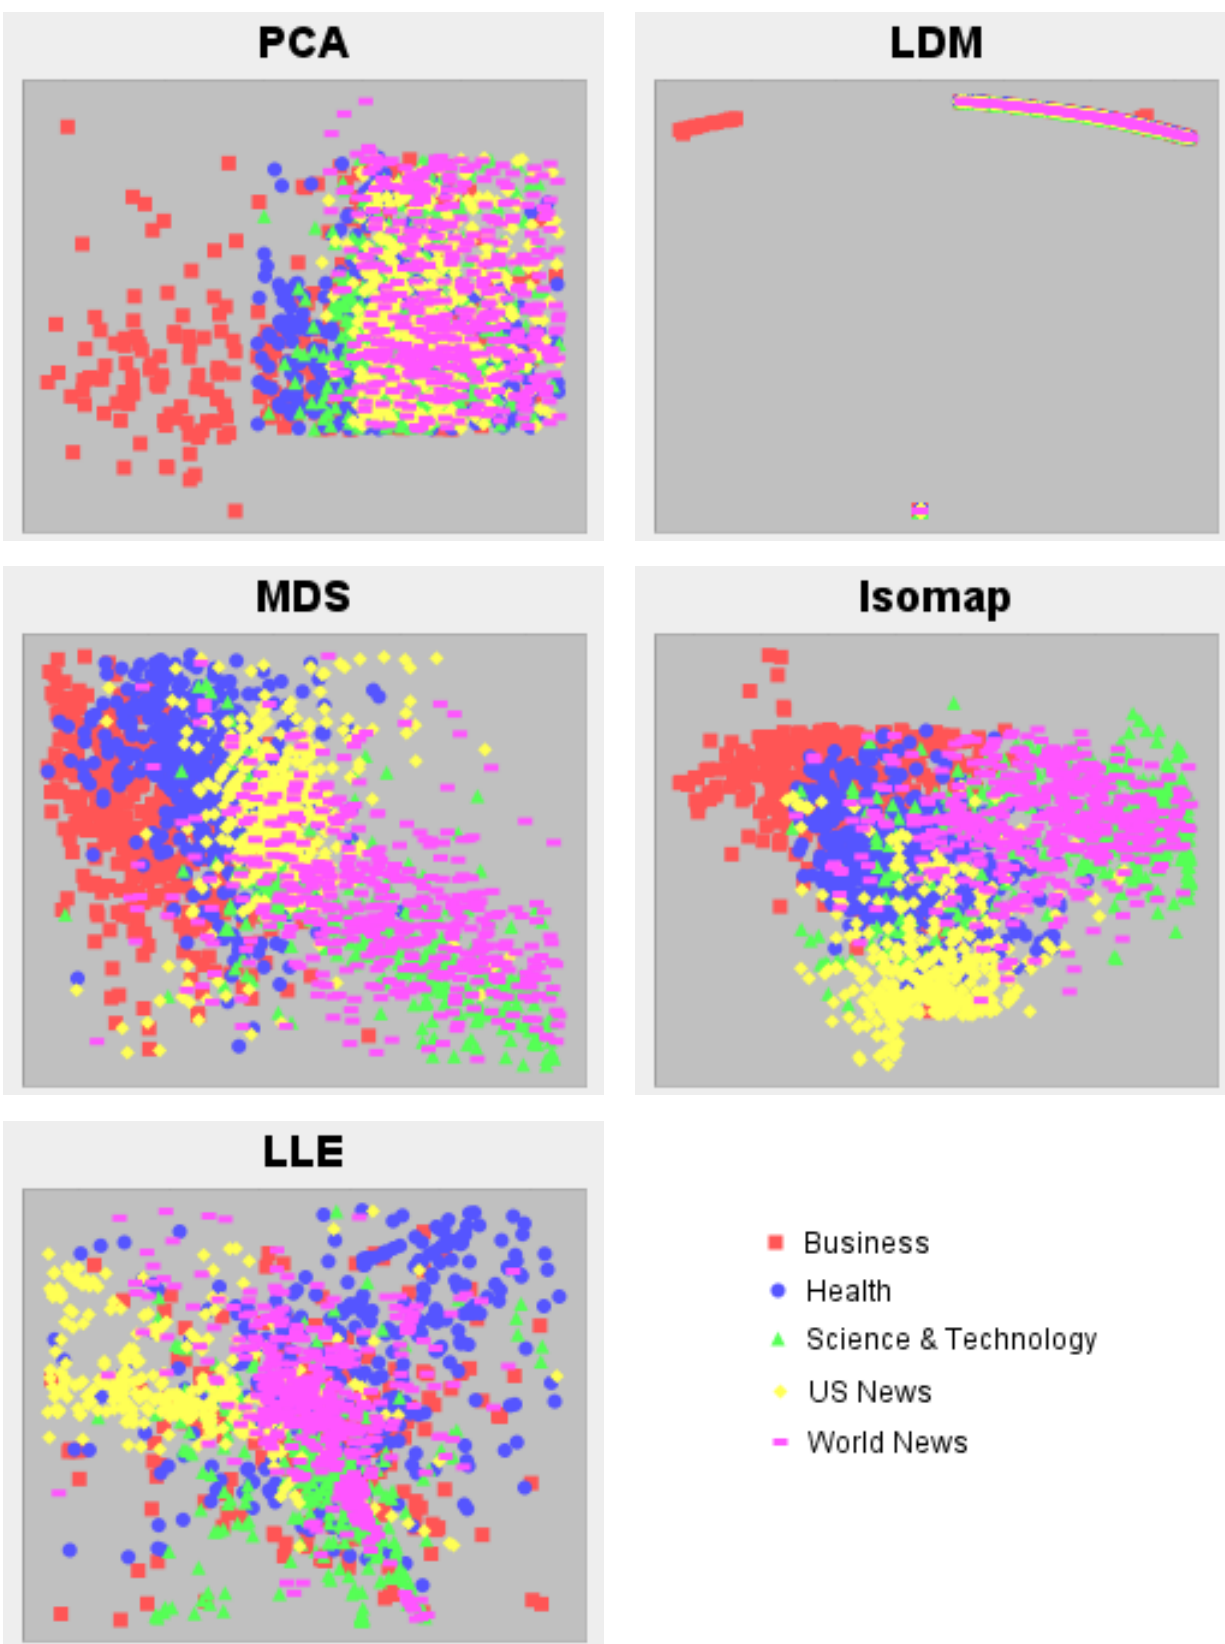 PCA
LDM
MDS
Isomap
LLE
Business
Health
Science & Technology
US News
World News